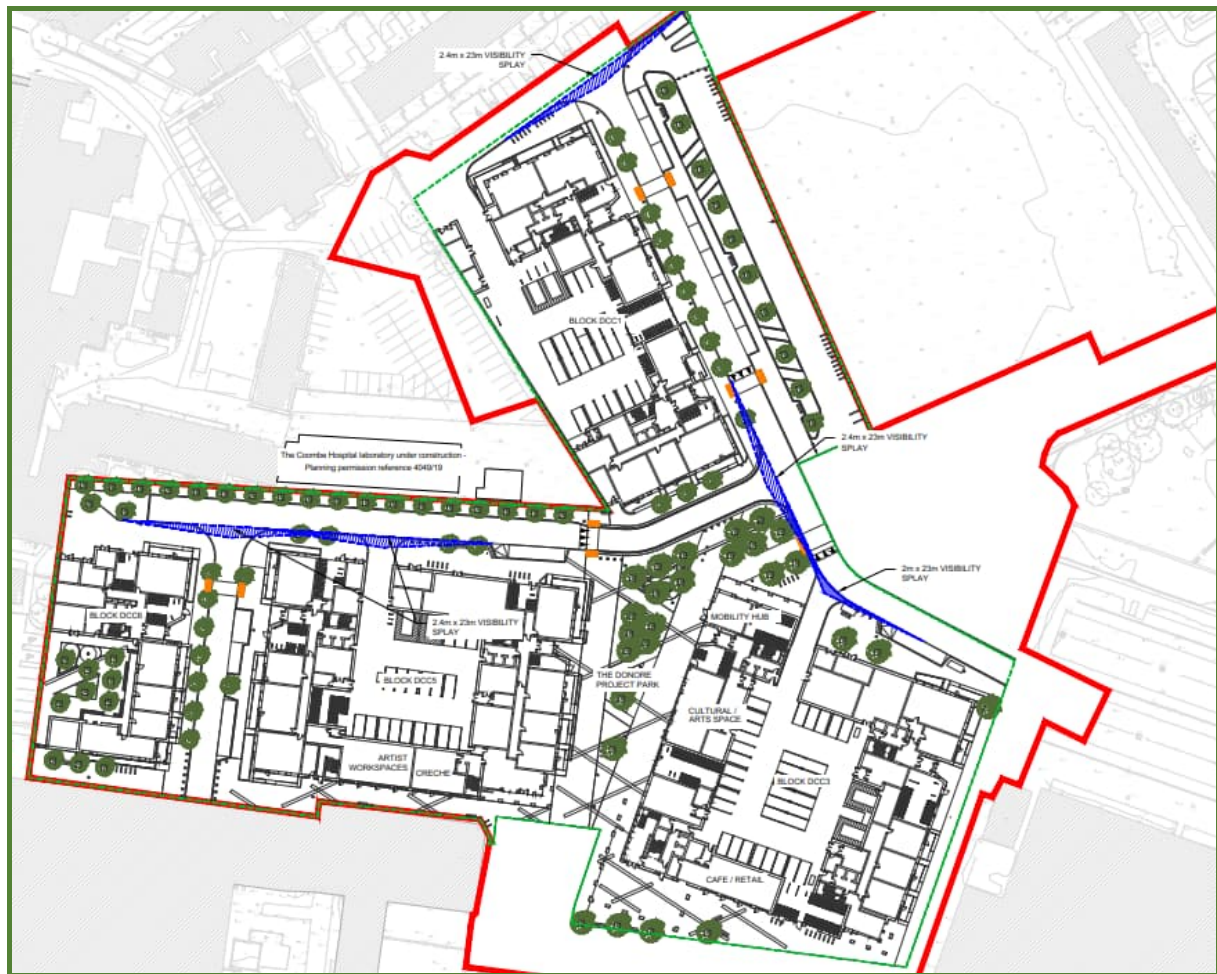 2.4m x 23m VISIBILITY
SPLAY
BLOCK DCC1
2.4m x 23m VISIBILITY
SPLAY
The Coombe Hospital laboratory under construction -
Planning permission reference 4049/19
2m x 23m VISIBILITY
SPLAY
BLOCK DCC6
MOBILITY HUB
2.4m x 23m VISIBILITY
SPLAY
THE DONORE
PROJECT PARK
BLOCK DCC5
CULTURAL /
ARTS SPACE
ARTIST
WORKSPACES
CRECHE
BLOCK DCC3
CAFE / RETAIL